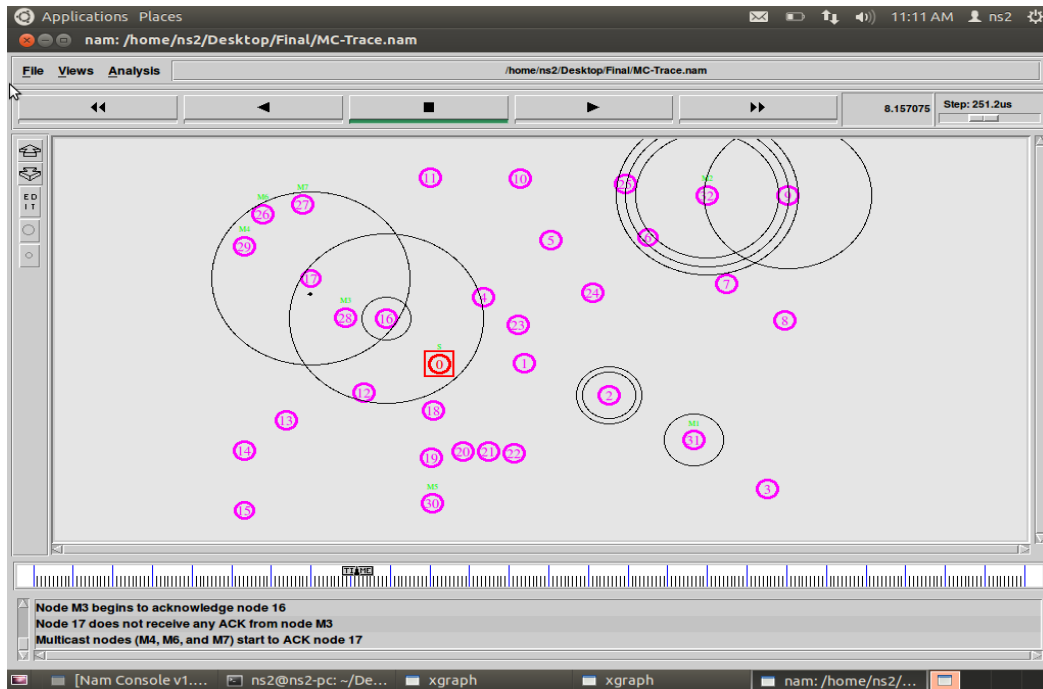 Applications Places
11:11 AM ns2
nam: /home/ns2/Desktop/Final/MC-Trace.nam
File Views Analysis
/home/ns2/Desktop/Final/MC-Trace.nam
8.157075
Step: 251.2us
ED
IT
11
10
25
M2
32
9
M7
27
M6
26
M4
29
5
6
17
7
4
24
M3
28
16
23
8
S
0
1
12
2
18
13
M1
31
14
19
20
21
22
M5
30
3
15
TIME
Node M3 begins to acknowledge node 16
Node 17 does not receive any ACK from node M3
Multicast nodes (M4, M6, and M7) start to ACK node 17
[Nam Console v1.... ns2@ns2-pc: ~/De... xgraph xgraph nam: /home/ns2/...